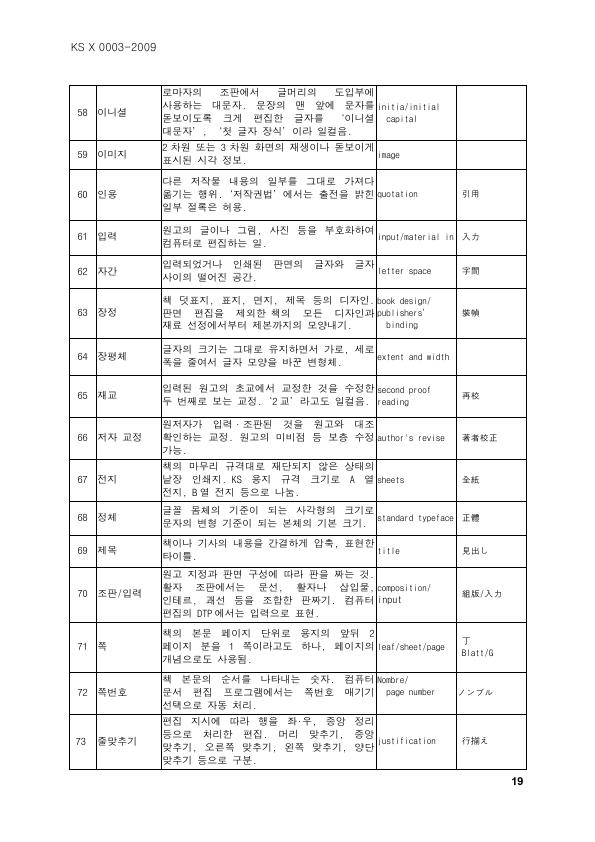 KS X 0003-2009
58 이니셜
로마자의 조판에서 글머리의 도입부에
사용하는 대문자. 문장의 맨 앞에 문자를
돋보이도록 크게 편집한 글자를 ‘이니셜
대문자’, ‘첫 글자 장식’이라 일컬음.
initia/initial
capital
59 이미지
2차원 또는 3차원 화면의 재생이나 돋보이게
표시된 시각 정보.
image
60 인용
다른 저작물 내용의 일부를 그대로 가져다
옮기는 행위. ‘저작권법’에서는 출전을 밝힌
일부 절록은 허용.
quotation
引用
61 입력
원고의 글이나 그림, 사진 등을 부호화하여
컴퓨터로 편집하는 일.
input/material in
入力
62 자간
입력되었거나 인쇄된 판면의 글자와 글자
사이의 떨어진 공간.
letter space
字間
63 장정
책 덧표지, 표지, 면지, 제목 등의 디자인.
판면 편집을 제외한 책의 모든 디자인과
재료 선정에서부터 제본까지의 모양내기.
book design/
publishers’
binding
裝幀
64 장평체
글자의 크기는 그대로 유지하면서 가로, 세로
폭을 줄여서 글자 모양을 바꾼 변형체.
extent and width
65 재교
입력된 원고의 초교에서 교정한 것을 수정한
두 번째로 보는 교정. ‘2교’라고도 일컬음.
second proof
reading
再校
66 저자 교정
원저자가 입력·조판된 것을 원고와 대조
확인하는 교정. 원고의 미비점 등 보충 수정
가능.
author's revise
著者校正
67 전지
책의 마무리 규격대로 재단되지 않은 상태의
낱장 인쇄지. KS 용지 규격 크기로 A 열
전지, B열 전지 등으로 나눔.
sheets
全紙
68 정체
글꼴 몸체의 기준이 되는 사각형의 크기로
문자의 변형 기준이 되는 본체의 기본 크기.
standard typeface
正體
69 제목
책이나 기사의 내용을 간결하게 압축, 표현한
타이틀.
title
見出し
70 조판/입력
원고 지정과 판면 구성에 따라 판을 짜는 것.
활자 조판에서는 문선, 활자나 삽입물,
인테르, 괘선 등을 조합한 판짜기. 컴퓨터
편집의 DTP에서는 입력으로 표현.
composition/
input
組版/入力
71 쪽
책의 본문 페이지 단위로 용지의 앞뒤 2
페이지 분을 1 쪽이라고도 하나, 페이지의
개념으로도 사용됨.
leaf/sheet/page
丁
Blatt/G
72 쪽번호
책 본문의 순서를 나타내는 숫자. 컴퓨터
문서 편집 프로그램에서는 쪽번호 매기기
선택으로 자동 처리.
Nombre/
page number
ノンブル
73 줄맞추기
편집 지시에 따라 행을 좌·우, 중앙 정리
등으로 처리한 편집. 머리 맞추기, 중앙
맞추기, 오른쪽 맞추기, 왼쪽 맞추기, 양단
맞추기 등으로 구분.
justification
行揃え
19